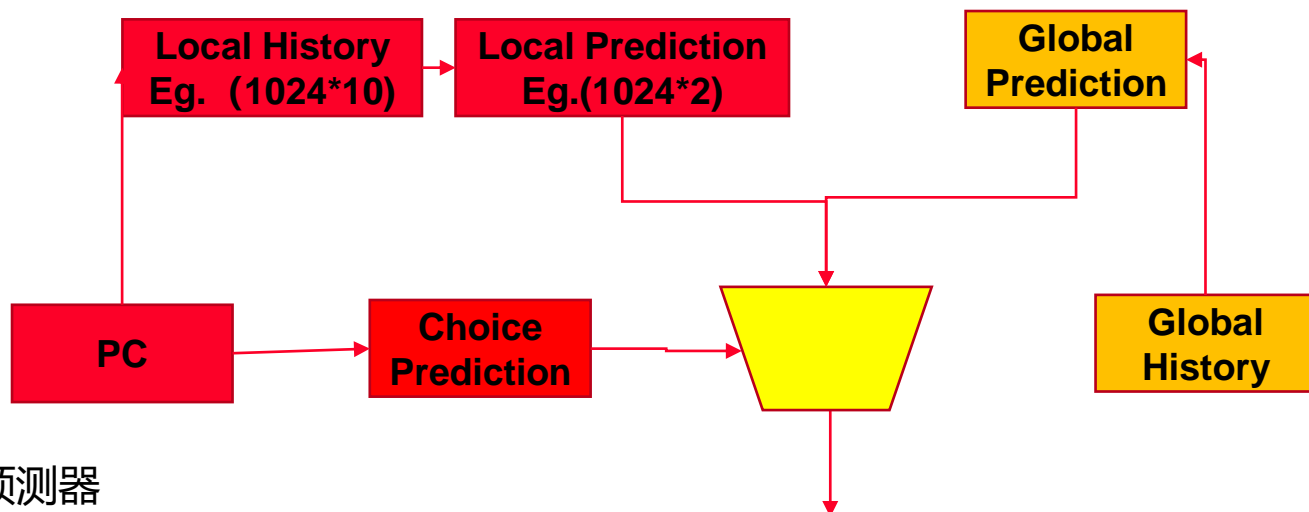 Local History
Eg.（1024*10)
Local Prediction
Eg.(1024*2)
Global
Prediction
PC
Choice
Prediction
Global
History
预测器